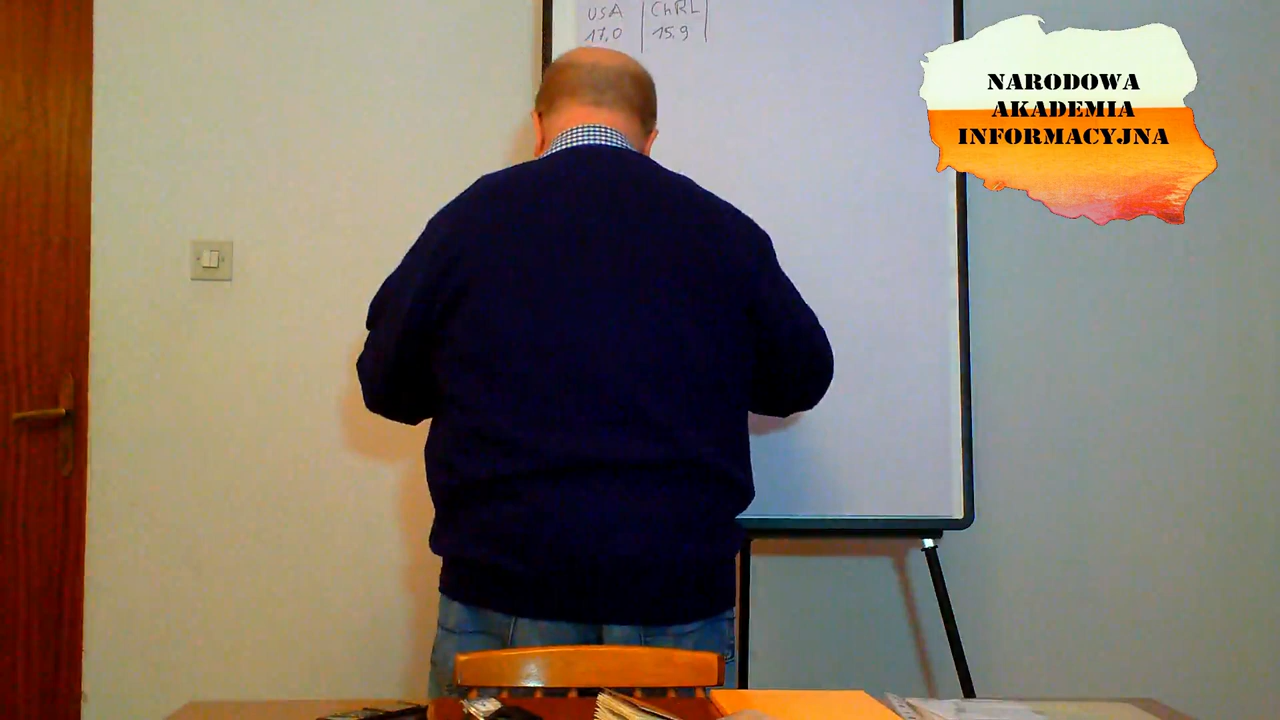 USA ChRL
17,0 15,9
NARODOWA
AKADEMIA
INFORMACYJNA